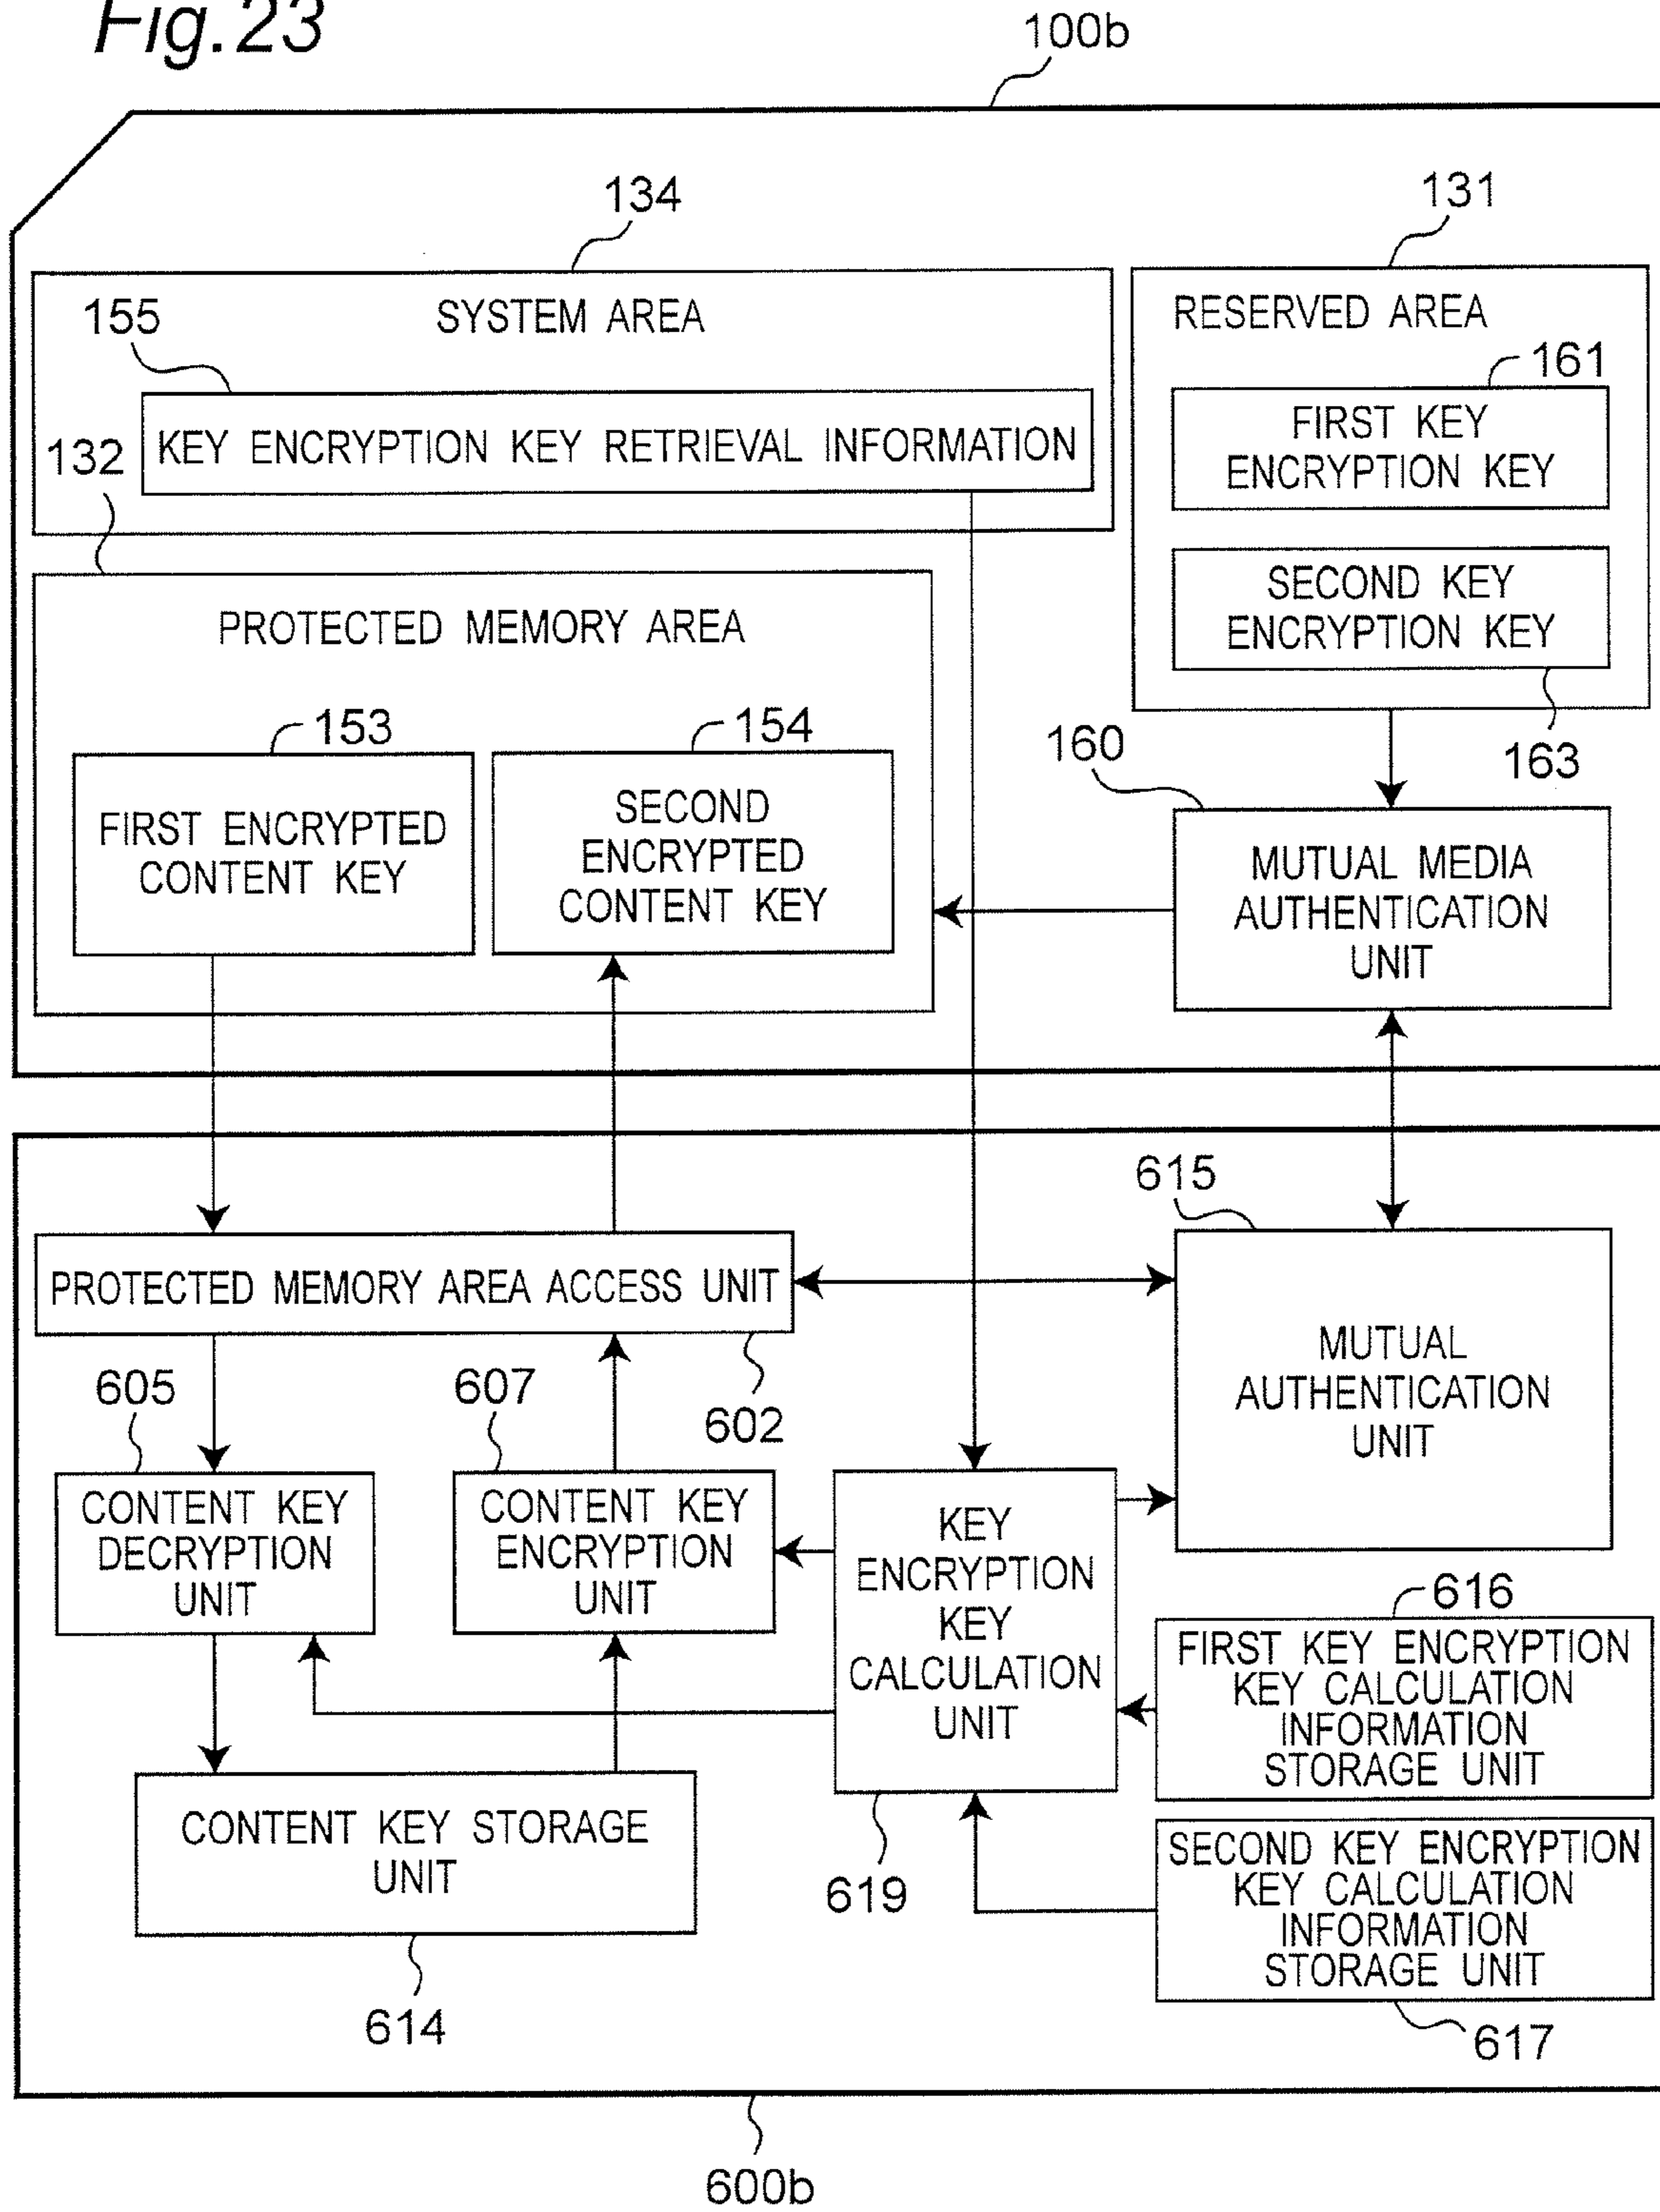 Fig.23
100b
134
131
SYSTEM AREA
RESERVED AREA
155
161
KEY ENCRYPTION KEY RETRIEVAL INFORMATION
FIRST KEY
ENCRYPTION KEY
132
SECOND KEY
ENCRYPTION KEY
163
PROTECTED MEMORY AREA
153
154
160
FIRST ENCRYPTED
CONTENT KEY
SECOND
ENCRYPTED
CONTENT KEY
MUTUAL MEDIA
AUTHENTICATION
UNIT
615
PROTECTED MEMORY AREA ACCESS UNIT
602
MUTUAL
AUTHENTICATION
UNIT
605
607
CONTENT KEY
DECRYPTION
UNIT
CONTENT KEY
ENCRYPTION
UNIT
KEY
ENCRYPTION
KEY
CALCULATION
UNIT
616
FIRST KEY ENCRYPTION
KEY CALCULATION
INFORMATION
STORAGE UNIT
CONTENT KEY STORAGE
UNIT
619
SECOND KEY ENCRYPTION
KEY CALCULATION
INFORMATION
STORAGE UNIT
614
617
600b